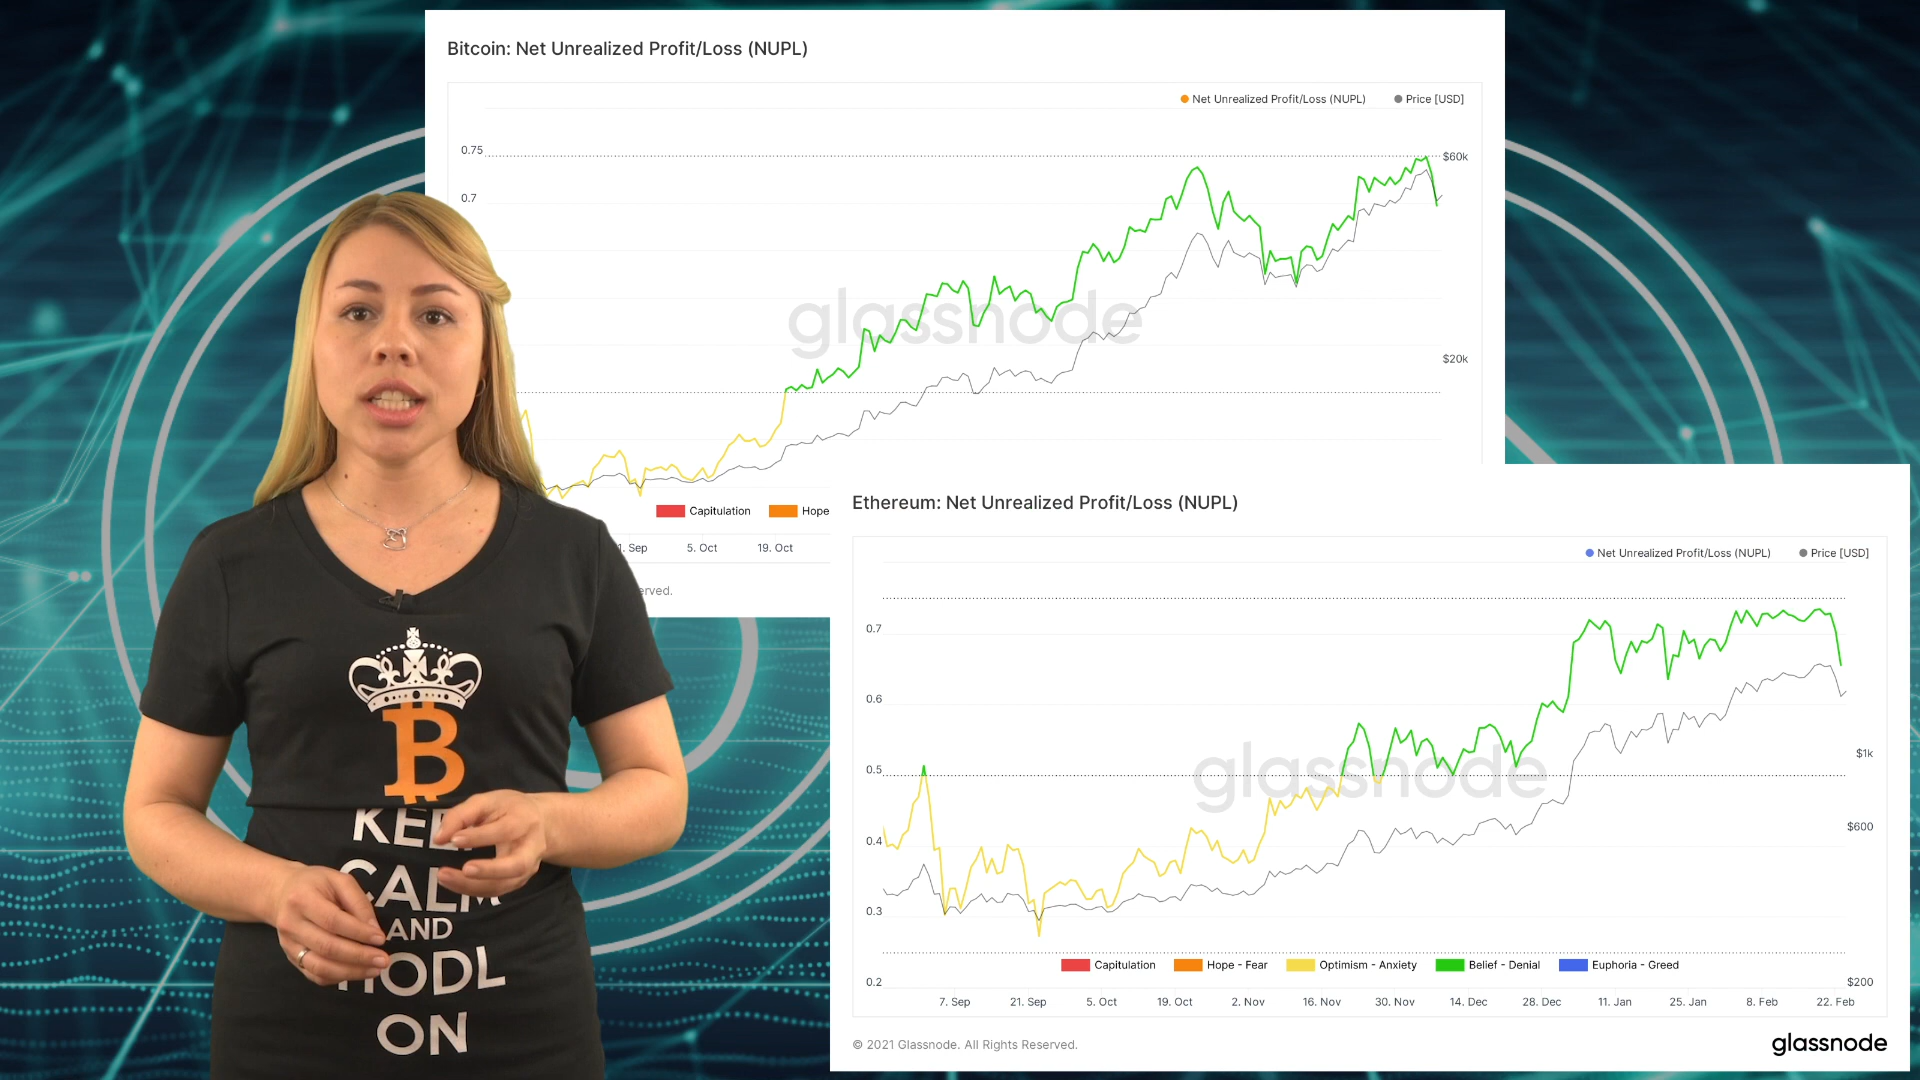 Bitcoin: Net Unrealized Profit/Loss (NUPL)
Net Unrealized Profit/Loss (NUPL) Price [USD]
0.75
$60k
0.7
glassnode
$20k
Capitulation Hope
Sep 5. Oct 19. Oct
Ethereum: Net Unrealized Profit/Loss (NUPL)
Net Unrealized Profit/Loss (NUPL) Price [USD]
0.7
0.6
glassnode
$1k
0.5
$600
0.4
0.3
Capitulation Hope - Fear Optimism - Anxiety Belief - Denial Euphoria - Greed
0.2
$200
7. Sep 21. Sep 5. Oct 19. Oct 2. Nov 16. Nov 30. Nov 14. Dec 28. Dec 11. Jan 25. Jan 8. Feb 22. Feb
© 2021 Glassnode. All Rights Reserved.
glassnode
B
KEEP
CALM
AND
HODL
ON